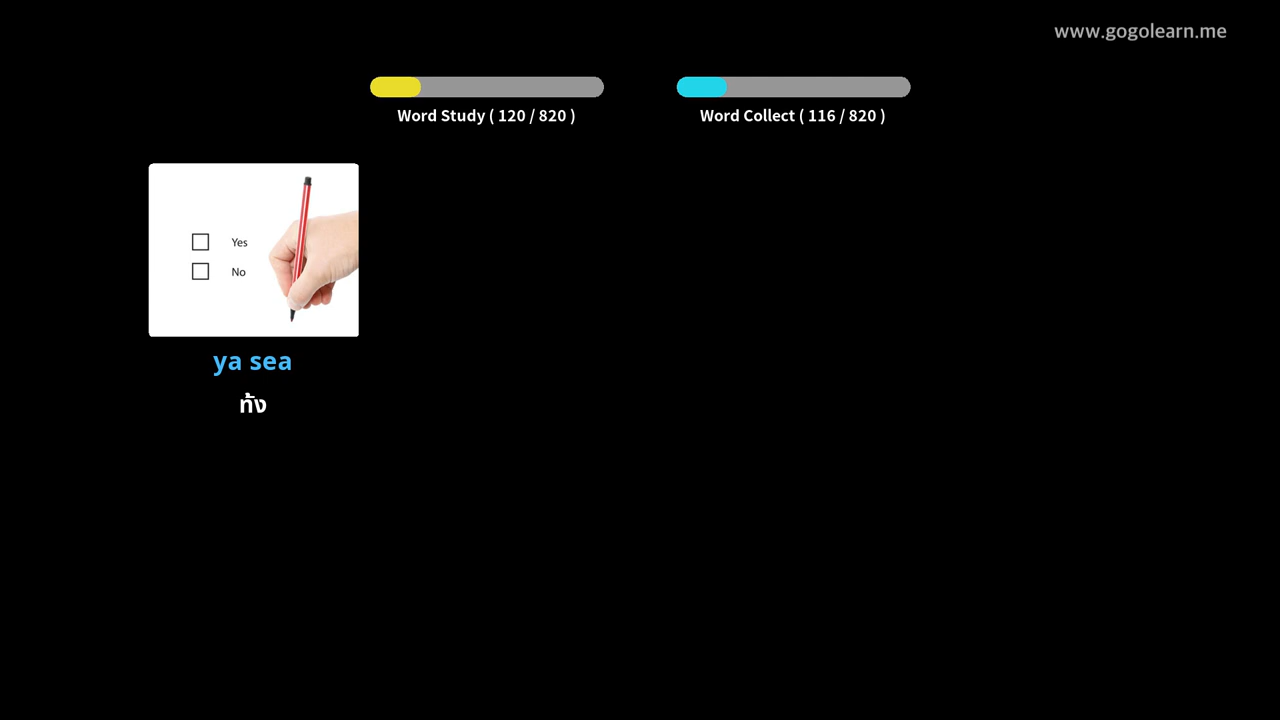 www.gogolearn.me
Word Study ( 120 / 820 )
Word Collect ( 116 / 820 )
Yes
No
ya sea
ทั้ง